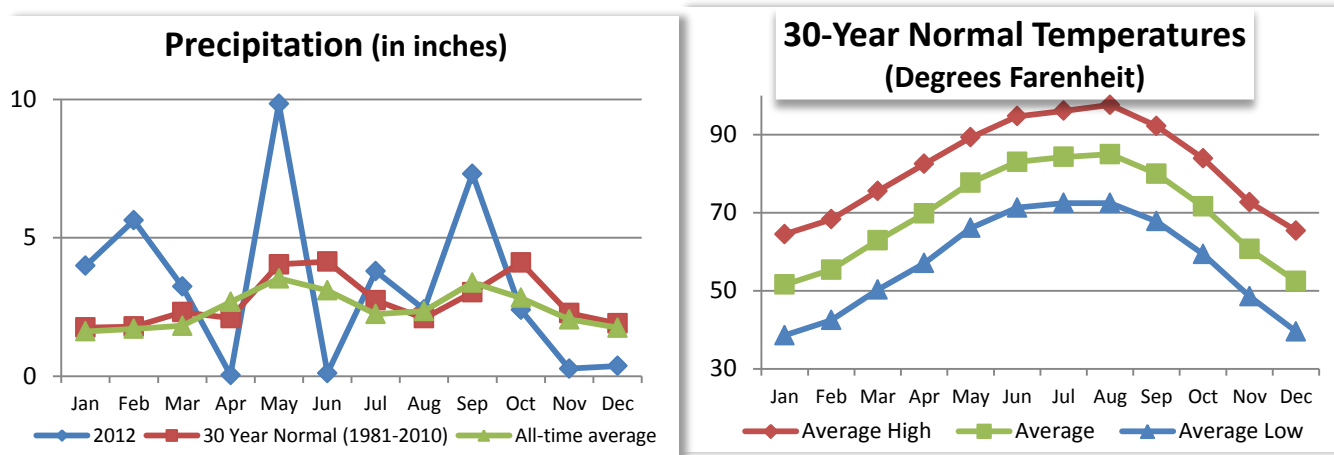 Precipitation (in inches)
10
5
0
Jan Feb Mar Apr May Jun Jul Aug Sep Oct Nov Dec
2012 30 Year Normal (1981-2010) All-time average
30-Year Normal Temperatures
(Degrees Farenheit)
90
70
50
30
Jan Feb Mar Apr May Jun Jul Aug Sep Oct Nov Dec
Average High Average Average Low